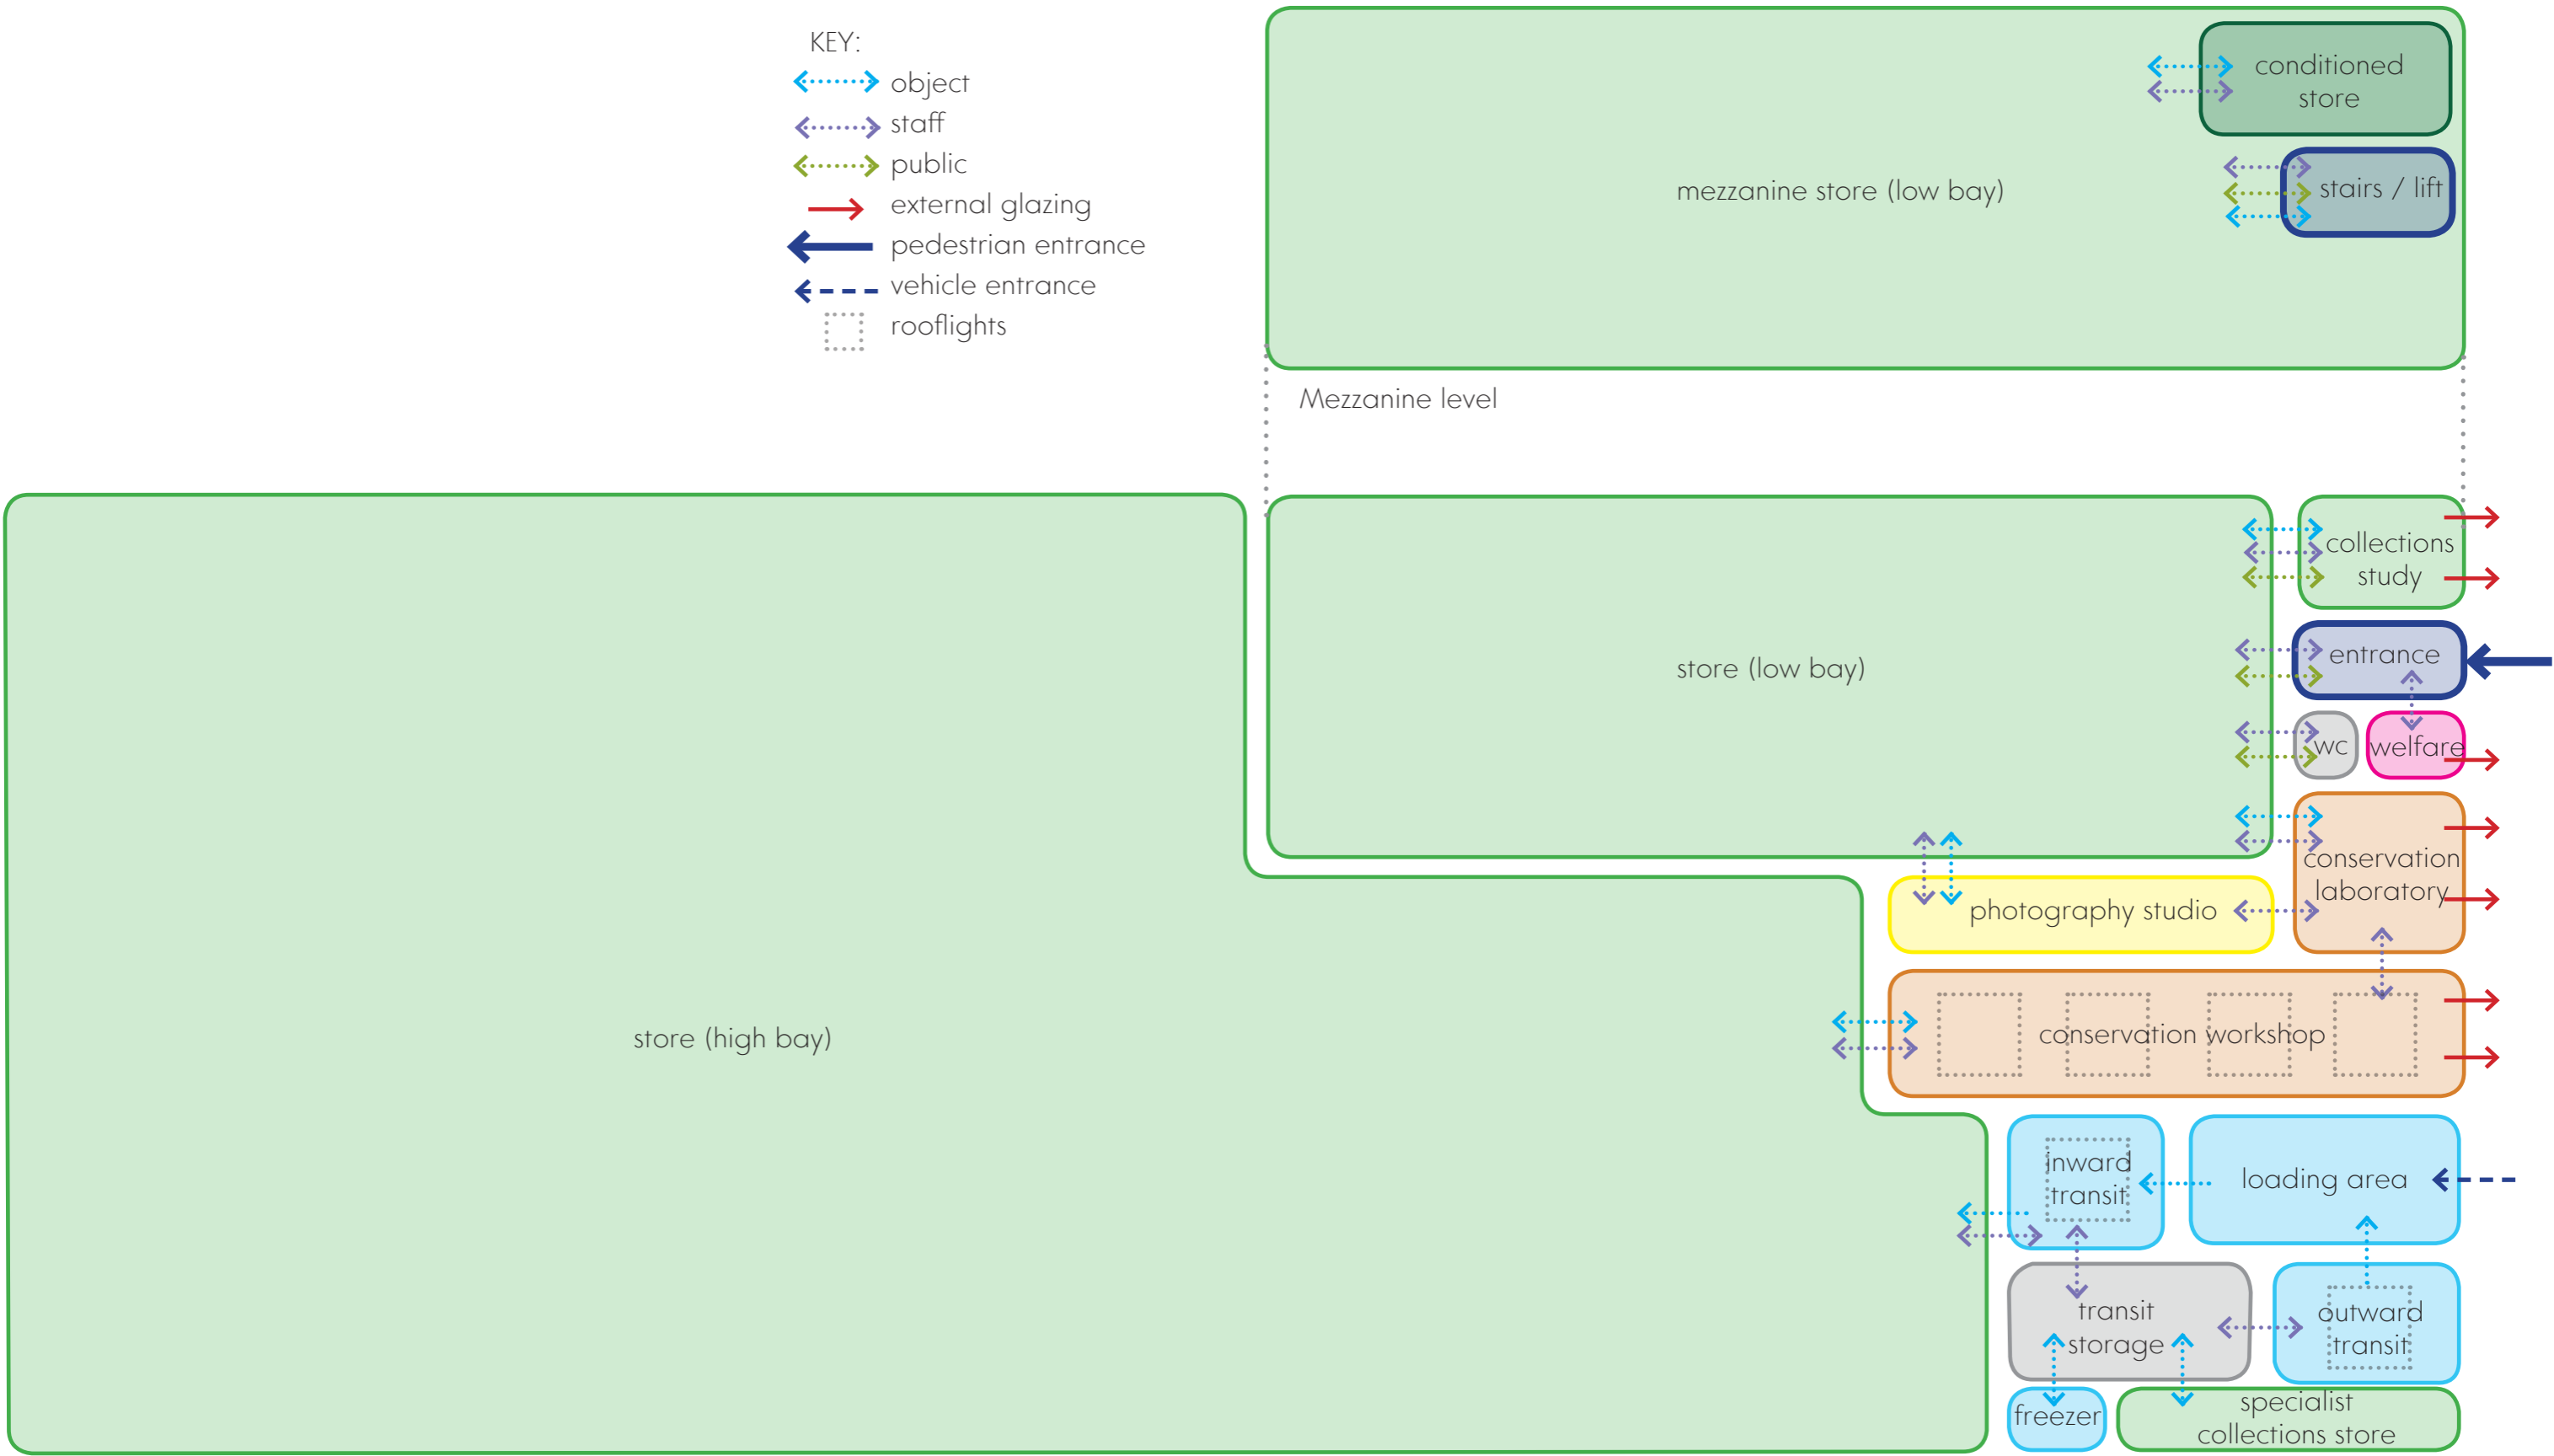 KEY:
object
staff
public
external glazing
pedestrian entrance
vehicle entrance
rooflights
conditioned
store
mezzanine store (low bay)
stairs / lift
Mezzanine level
collections
study
store (low bay)
entrance
wc
welfare
conservation
laboratory
photography studio
store (high bay)
conservation workshop
inward
transit
loading area
transit
storage
outward
transit
freezer
specialist
collections store